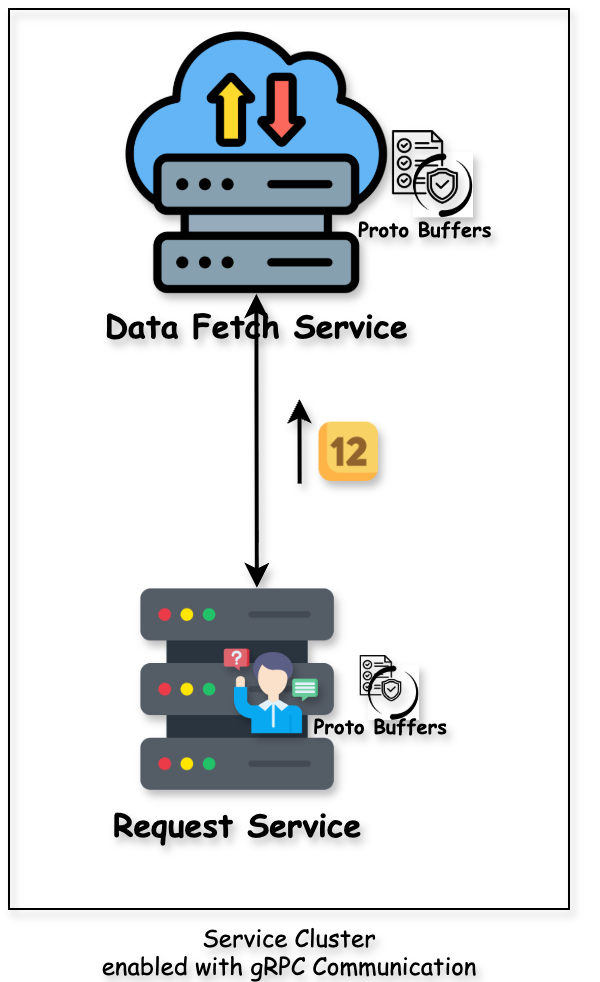 Proto Buffers
Data Fetch Service
12
?
Proto Buffers
Request Service
Service Cluster
enabled with gRPC Communication